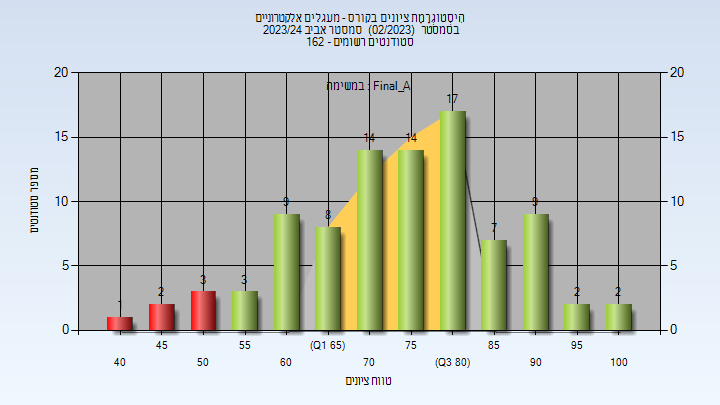 הִיסְטוֹגְרָמַת ציונים בקורס - מעגלים אלקטרוניים
בסמסטר (02/2023) סמסטר אביב 2023/24
סטודנטים רשומים - 162
במשימה : Final_A
20 20
15 15
10 10
5 5
0 0
מספר סטודנטים
1 2 3 3 9 8 14 14 17 7 9 2 2
45 55 (Q1 65) 75 85 95
40 50 60 70 (Q3 80) 90 100
טווח ציונים